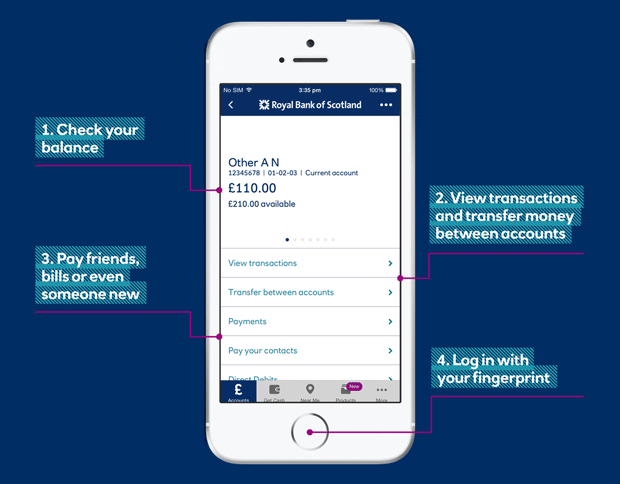 No SIM 3:35 pm 100%
Royal Bank of Scotland
1. Check your
balance
Other A N
12345678 | 01-02-03 | Current account
£110.00
£210.00 available
2. View transactions
and transfer money
between accounts
3. Pay friends,
bills or even
someone new
View transactions
Transfer between accounts
Payments
Pay your contacts
Direct Debits
4. Log in with
your fingerprint
£
New
Accounts Get Cash Near Me Products More